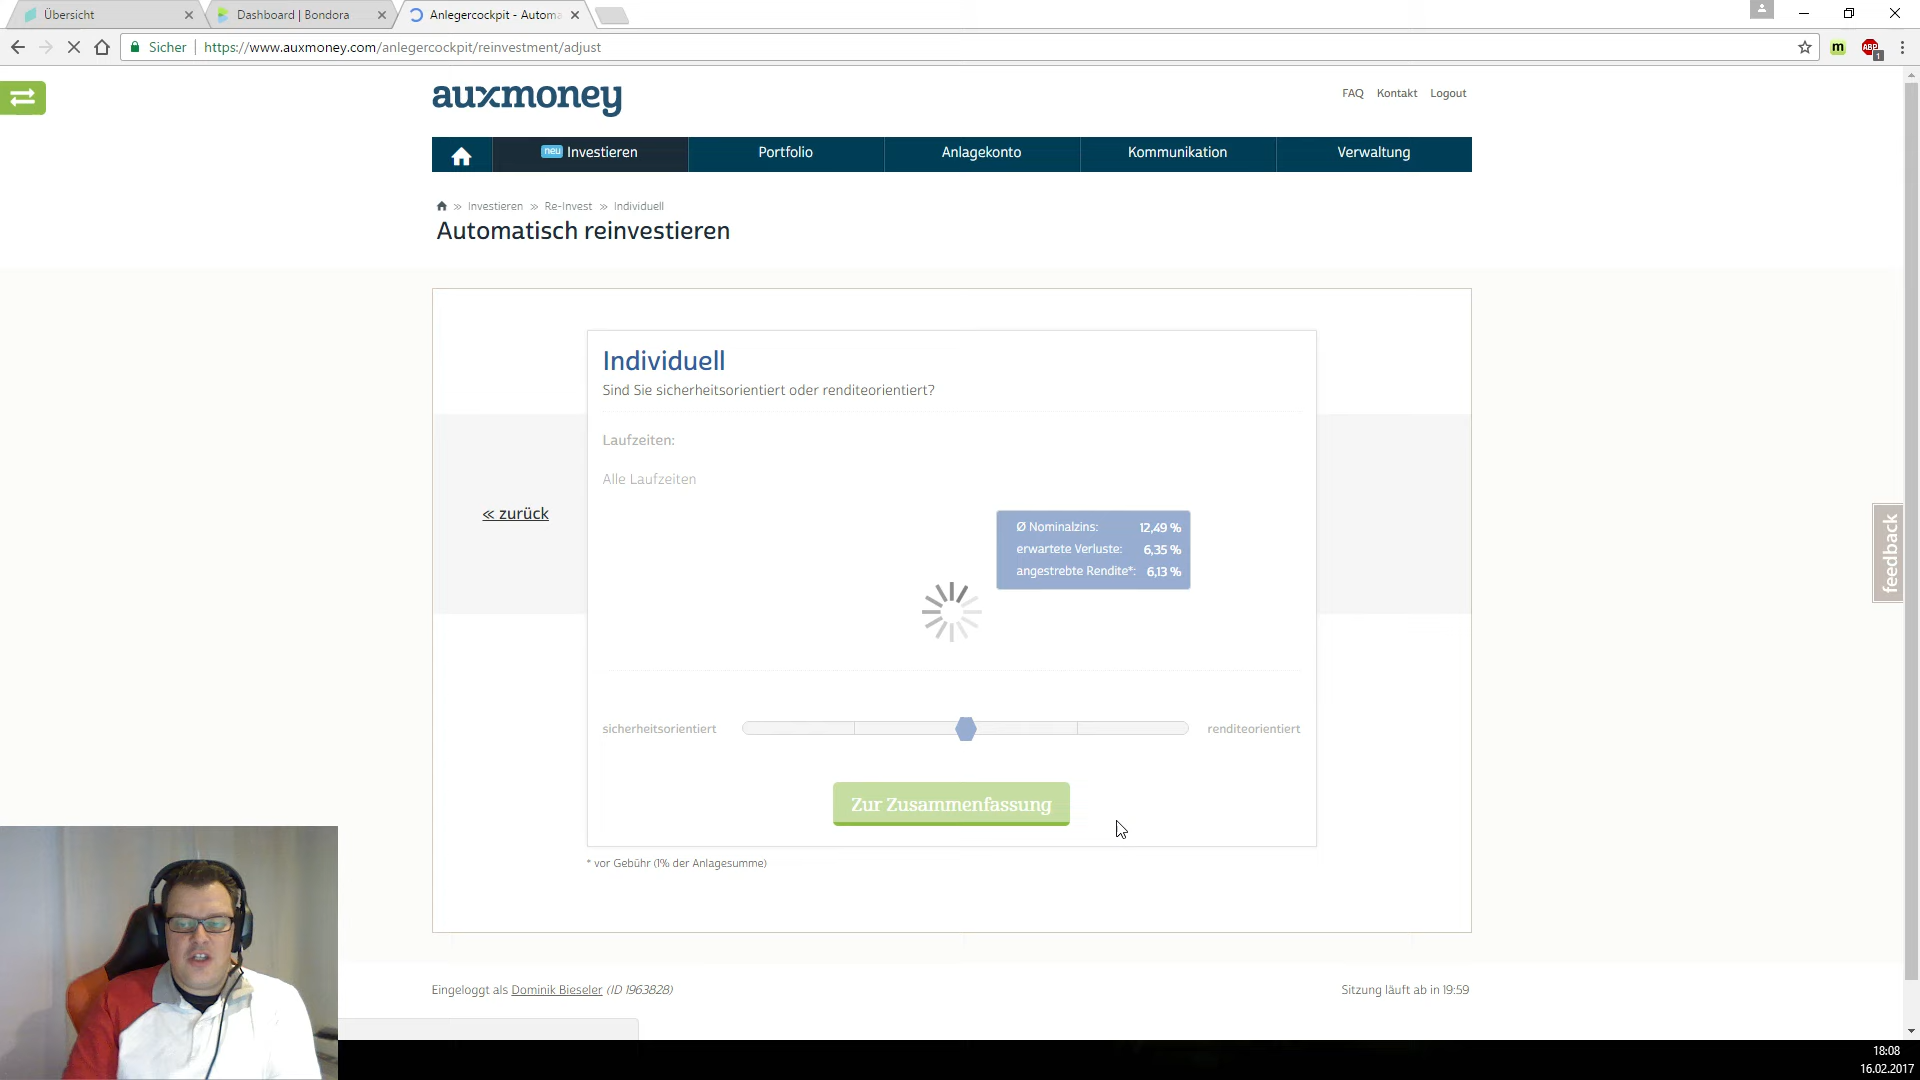 Übersicht
Dashboard | Bondora
Anlegercockpit - Autom
Sicher
https://www.auxmoney.com/anlegercockpit/reinvestment/adjust
m
ABP
1
auxmoney
FAQ Kontakt Logout
neu Investieren Portfolio Anlagekonto Kommunikation Verwaltung
» Investieren » Re-Invest » Individuell
Automatisch reinvestieren
Individuell
Sind Sie sicherheitsorientiert oder renditeorientiert?
Laufzeiten:
Alle Laufzeiten
« zurück
Ø Nominalzins: 12,49 %
erwartete Verluste: 6,35 %
angestrebte Rendite*: 6,13 %
feedback
sicherheitsorientiert renditeorientiert
Zur Zusammenfassung
* vor Gebühr (1% der Anlagesumme)
Eingeloggt als Dominik Bieseler (ID 1963828)
Sitzung läuft ab in 19:59
18:08
16.02.2017